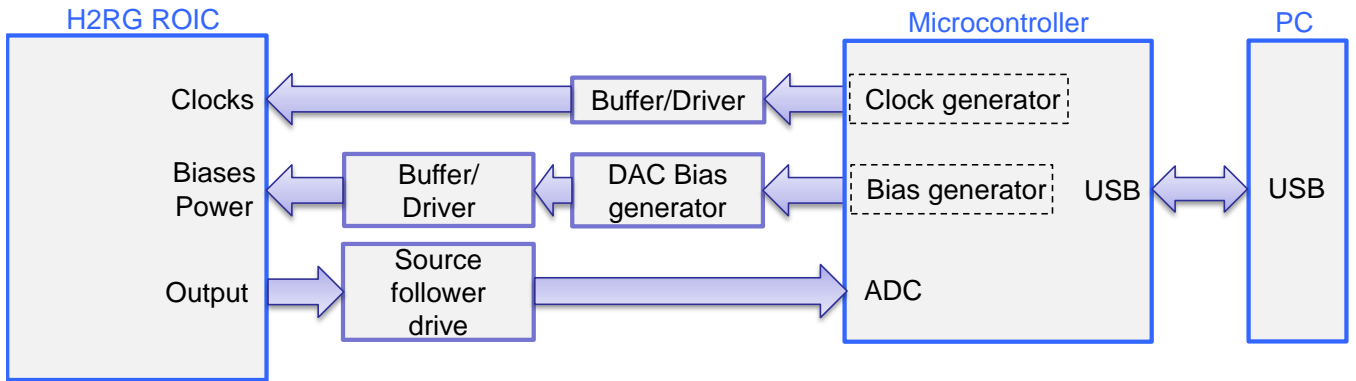 H2RG ROIC
Microcontroller
PC
Clocks
Buffer/Driver
Clock generator
Biases
Power
Buffer/
Driver
DAC Bias
generator
Bias generator
USB
USB
Output
Source
follower
drive
ADC